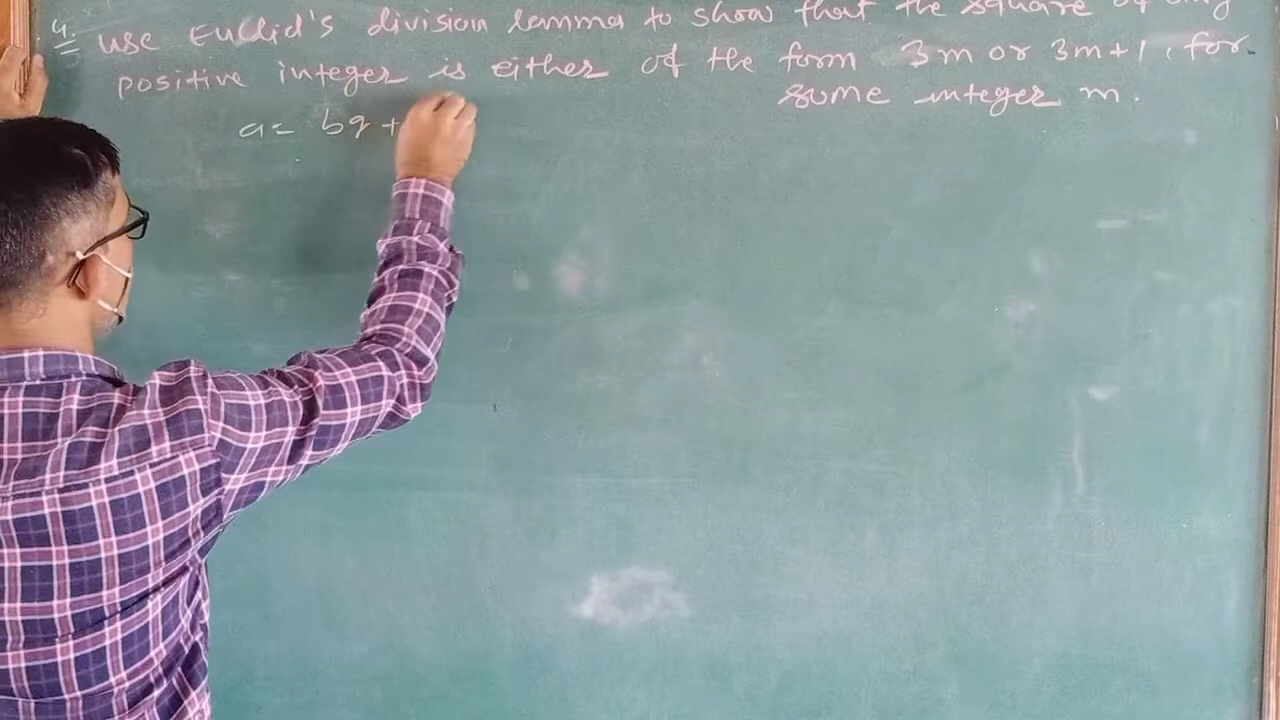 4. Use Euclid's division lemma to show that the square of any
positive integer is either of the form 3m or 3m+1, for
some integer m.
a = bq +